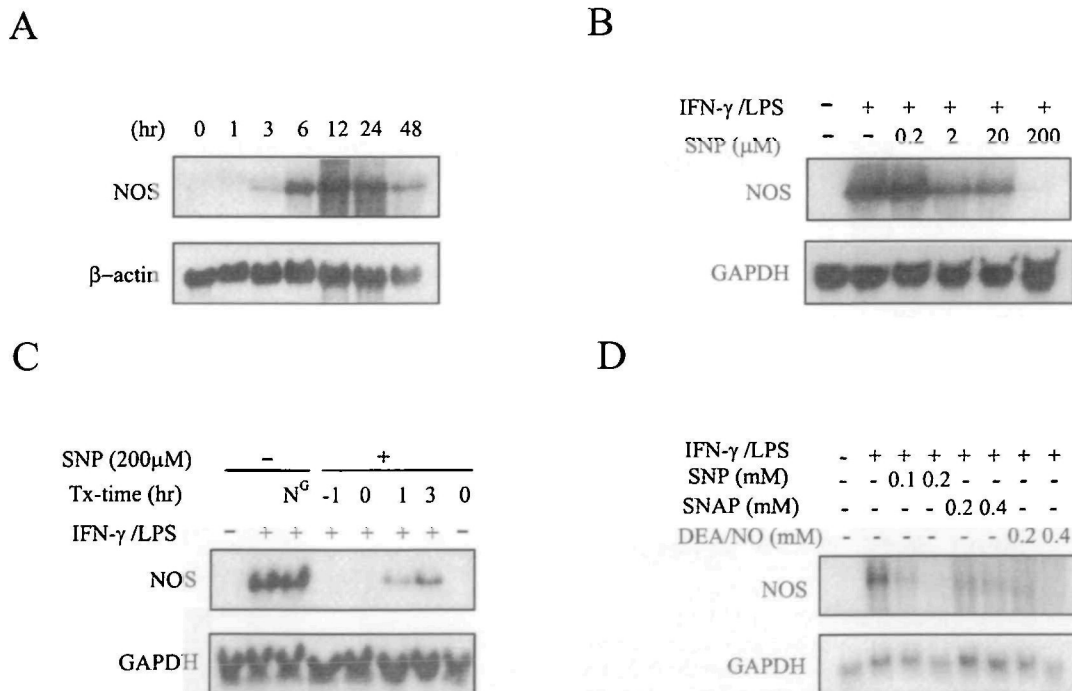 A
(hr) 0 1 3 6 12 24 48
NOS
β-actin
B
IFN-γ /LPS - + + + + +
SNP (μM) - - 0.2 2 20 200
NOS
GAPDH
C
SNP (200μM) - +
Tx-time (hr) N^G -1 0 1 3 0
IFN-γ /LPS - + + + + + + -
NOS
GAPDH
D
IFN-γ /LPS - + + + + + + +
SNP (mM) - - 0.1 0.2 - - - -
SNAP (mM) - - - - 0.2 0.4 - -
DEA/NO (mM) - - - - - - 0.2 0.4
NOS
GAPDH